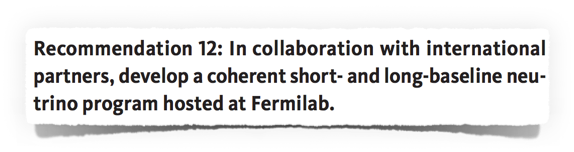 Recommendation 12: In collaboration with international
partners, develop a coherent short- and long-baseline neu-
trino program hosted at Fermilab.